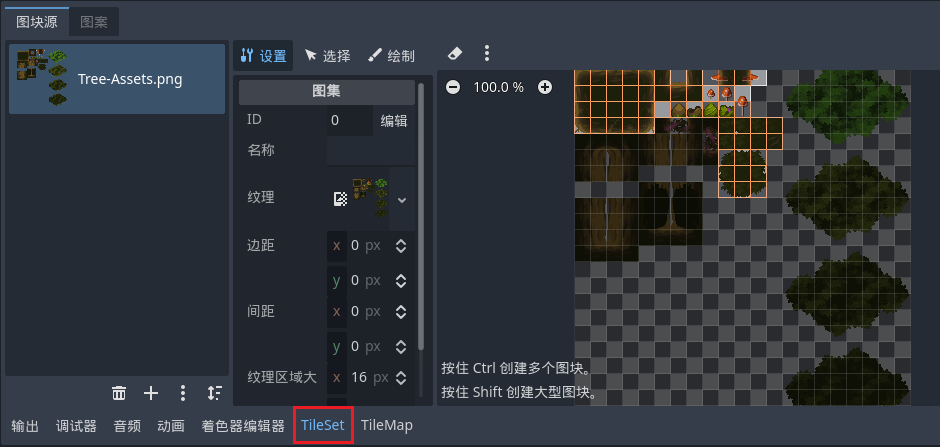 图块源 图案
Tree-Assets.png
设置 选择 绘制
图集
ID 0 编辑
名称
纹理
边距 x 0 px
y 0 px
间距 x 0 px
y 0 px
纹理区域大 x 16 px
100.0 %
按住 Ctrl 创建多个图块。
按住 Shift 创建大型图块。
输出 调试器 音频 动画 着色器编辑器 TileSet TileMap